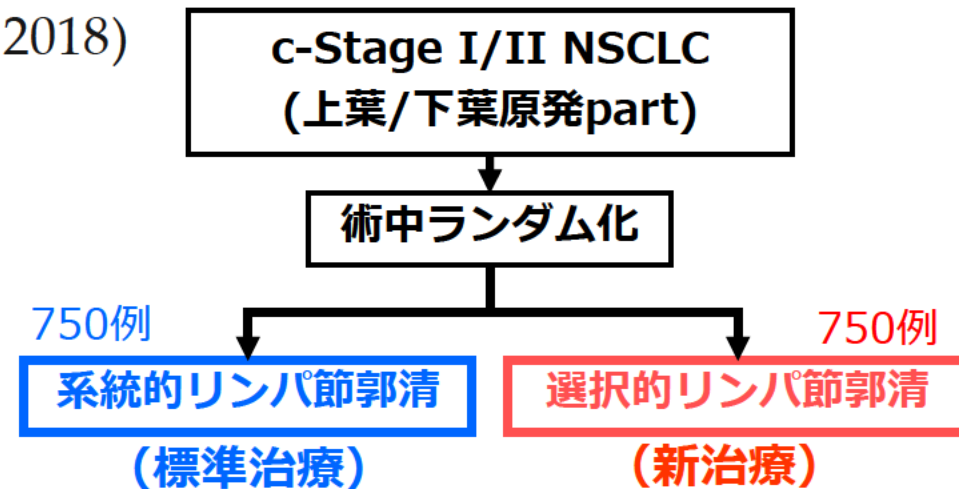 2018)
c-Stage I/II NSCLC
(上葉/下葉原発part)
術中ランダム化
750例
750例
系統的リンパ節郭清
選択的リンパ節郭清
(標準治療)
(新治療)